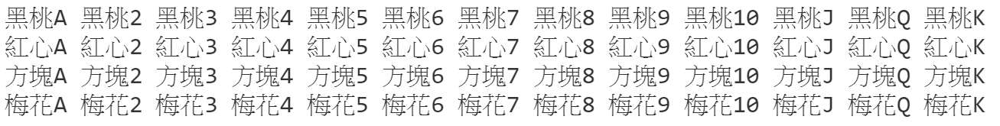 黑桃A 黑桃2 黑桃3 黑桃4 黑桃5 黑桃6 黑桃7 黑桃8 黑桃9 黑桃10 黑桃J 黑桃Q 黑桃K
紅心A 紅心2 紅心3 紅心4 紅心5 紅心6 紅心7 紅心8 紅心9 紅心10 紅心J 紅心Q 紅心K
方塊A 方塊2 方塊3 方塊4 方塊5 方塊6 方塊7 方塊8 方塊9 方塊10 方塊J 方塊Q 方塊K
梅花A 梅花2 梅花3 梅花4 梅花5 梅花6 梅花7 梅花8 梅花9 梅花10 梅花J 梅花Q 梅花K